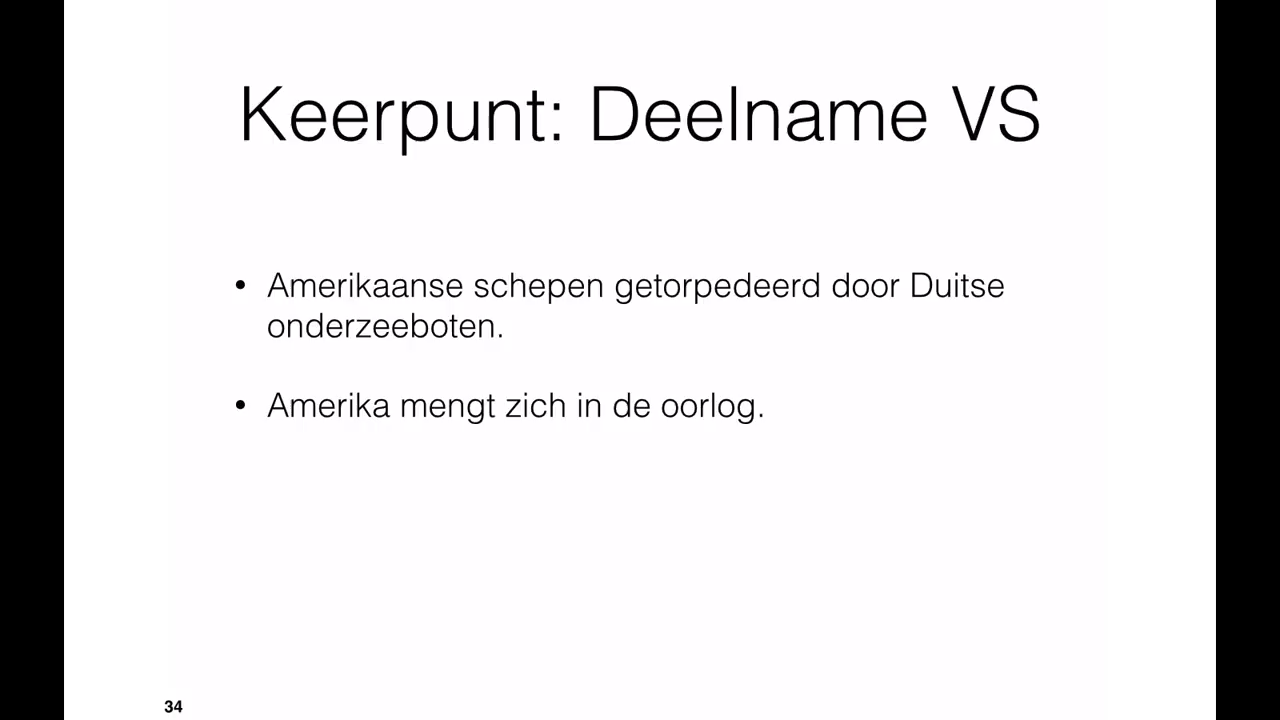 Keerpunt: Deelname VS
• Amerikaanse schepen getorpedeerd door Duitse
onderzeeboten.
• Amerika mengt zich in de oorlog.
34